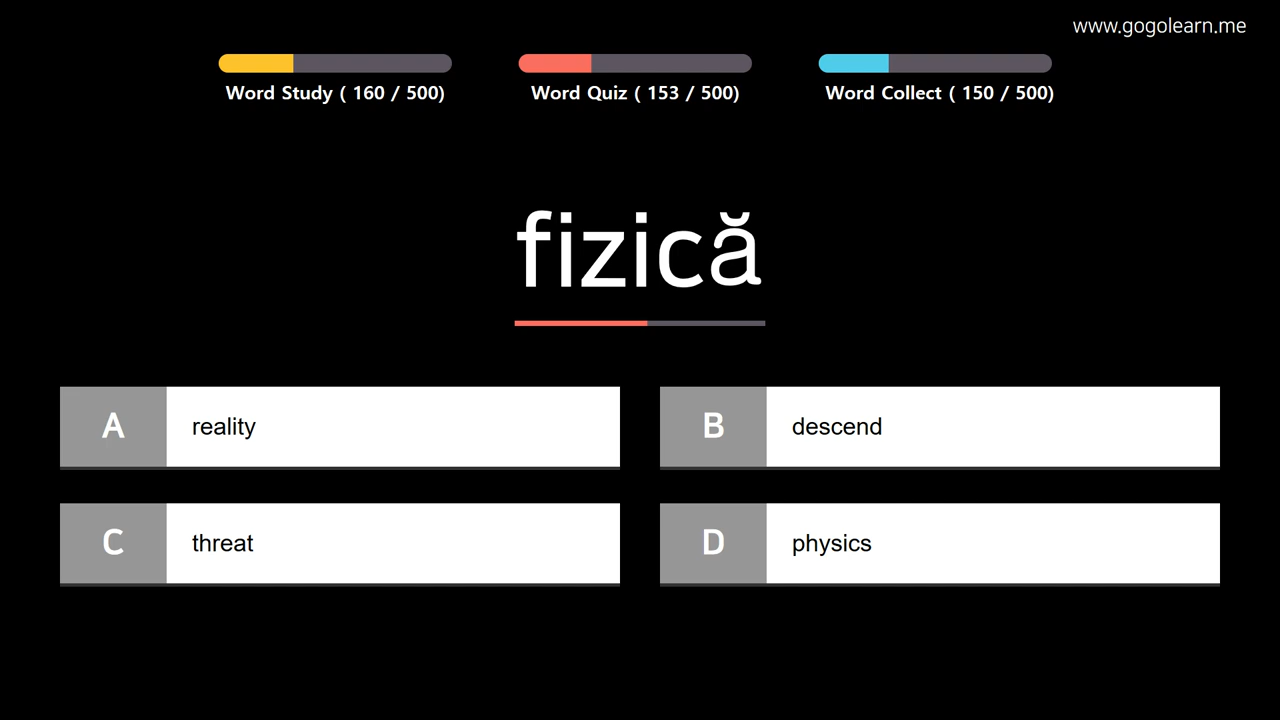 www.gogolearn.me
Word Study ( 160 / 500)
Word Quiz ( 153 / 500)
Word Collect ( 150 / 500)
fizică
A reality
B descend
C threat
D physics